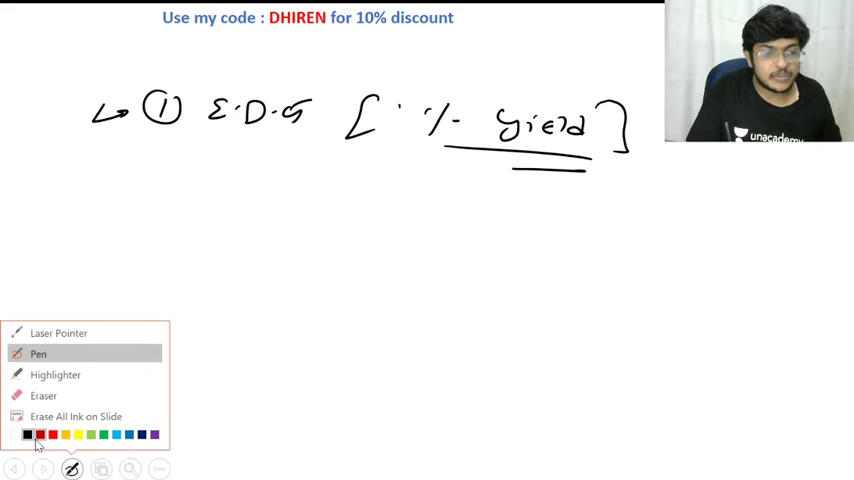 Use my code : DHIREN for 10% discount
unacademy
① E.D.G [ % yield ]
Laser Pointer
Pen
Highlighter
Eraser
Erase All Ink on Slide